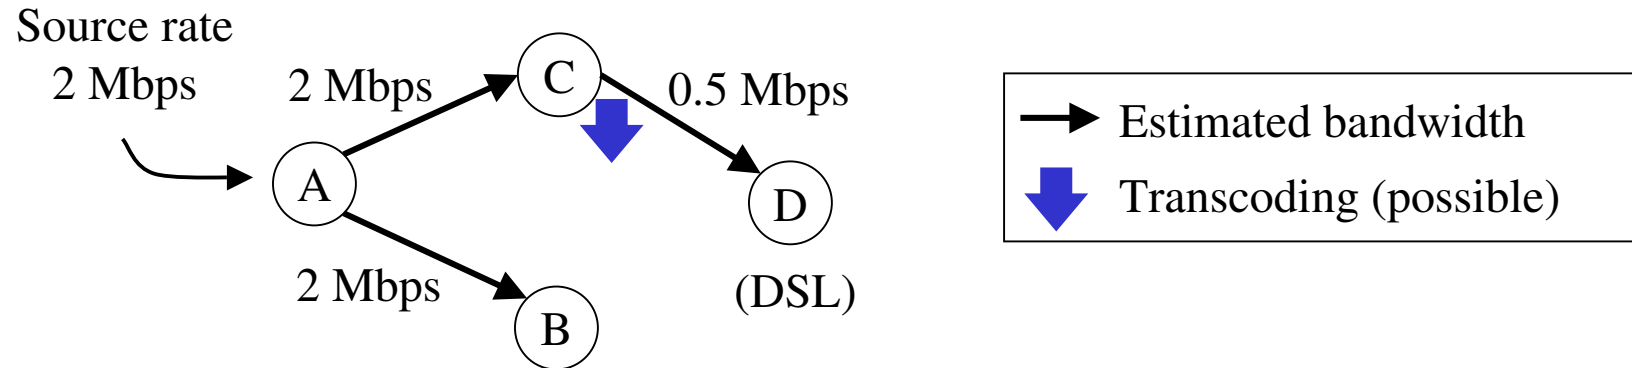 Source rate
2 Mbps
2 Mbps
C
0.5 Mbps
A
D
2 Mbps
(DSL)
B
Estimated bandwidth
Transcoding (possible)